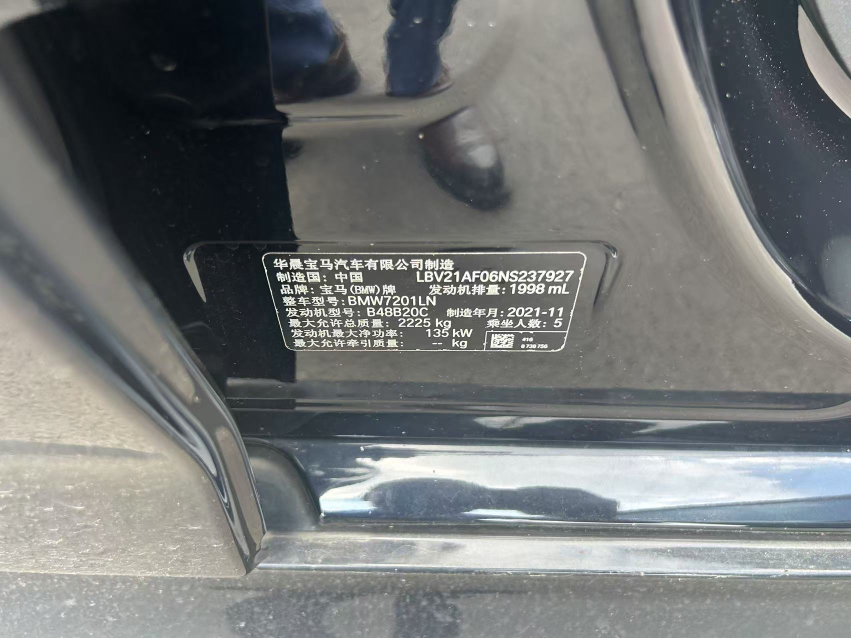 华晨宝马汽车有限公司制造
制造国: 中国 LBV21AF06NS237927
品牌: 宝马(BMW)牌 发动机排量: 1998 mL
整车型号: BMW7201LN
发动机型号: B48B20C 制造年月: 2021-11
最大允许总质量: 2225 kg 乘坐人数: 5
发动机最大净功率: 135 kW
最大允许牵引质量: -- kg